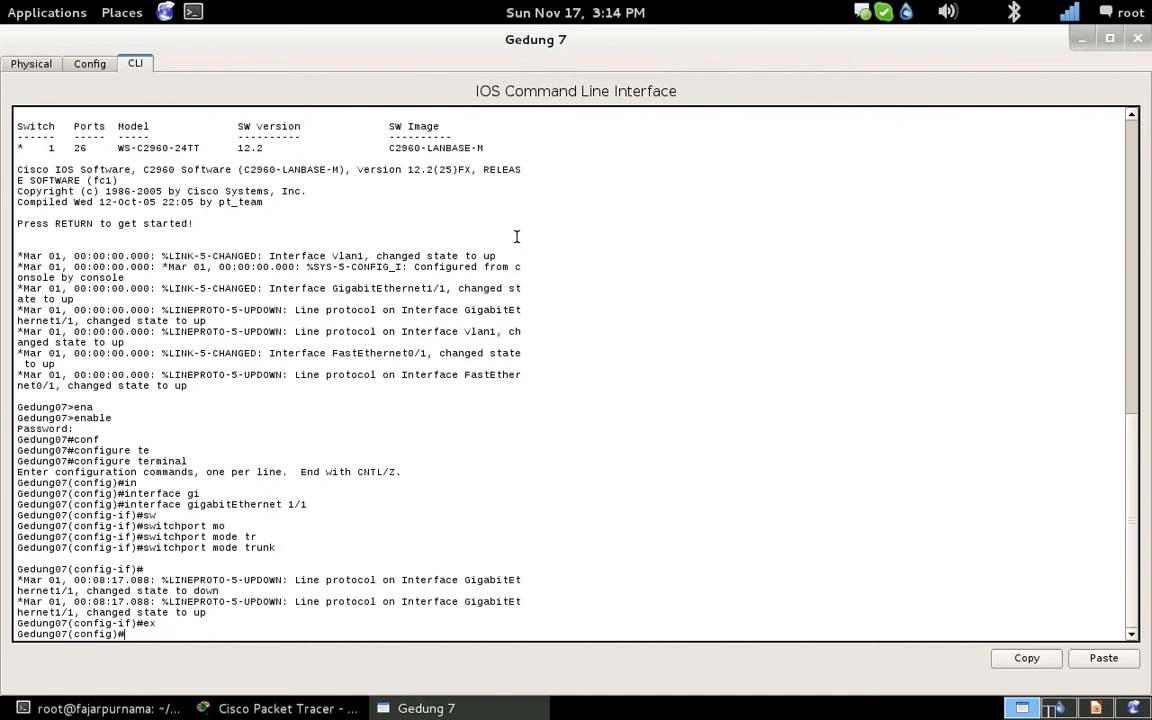 Applications Places Sun Nov 17, 3:14 PM root
Gedung 7
Physical Config CLI
IOS Command Line Interface
Switch Ports Model SW Version SW Image
------ ----- ----- ---------- ----------
* 1 26 WS-C2960-24TT 12.2 C2960-LANBASE-M
Cisco IOS Software, C2960 Software (C2960-LANBASE-M), Version 12.2(25)FX, RELEAS
E SOFTWARE (fc1)
Copyright (c) 1986-2005 by Cisco Systems, Inc.
Compiled Wed 12-Oct-05 22:05 by pt_team
Press RETURN to get started!
*Mar 01, 00:00:00.000: %LINK-5-CHANGED: Interface Vlan1, changed state to up
*Mar 01, 00:00:00.000: *Mar 01, 00:00:00.000: %SYS-5-CONFIG_I: Configured from c
onsole by console
*Mar 01, 00:00:00.000: %LINK-5-CHANGED: Interface GigabitEthernet1/1, changed st
ate to up
*Mar 01, 00:00:00.000: %LINEPROTO-5-UPDOWN: Line protocol on Interface GigabitEt
hernet1/1, changed state to up
*Mar 01, 00:00:00.000: %LINEPROTO-5-UPDOWN: Line protocol on Interface Vlan1, ch
anged state to up
*Mar 01, 00:00:00.000: %LINK-5-CHANGED: Interface FastEthernet0/1, changed state
to up
*Mar 01, 00:00:00.000: %LINEPROTO-5-UPDOWN: Line protocol on Interface FastEther
net0/1, changed state to up
Gedung07>ena
Gedung07>enable
Password:
Gedung07#conf
Gedung07#configure te
Gedung07#configure terminal
Enter configuration commands, one per line. End with CNTL/Z.
Gedung07(config)#in
Gedung07(config)#interface gi
Gedung07(config)#interface gigabitEthernet 1/1
Gedung07(config-if)#sw
Gedung07(config-if)#switchport mo
Gedung07(config-if)#switchport mode tr
Gedung07(config-if)#switchport mode trunk
Gedung07(config-if)#
*Mar 01, 00:08:17.088: %LINEPROTO-5-UPDOWN: Line protocol on Interface GigabitEt
hernet1/1, changed state to down
*Mar 01, 00:08:17.088: %LINEPROTO-5-UPDOWN: Line protocol on Interface GigabitEt
hernet1/1, changed state to up
Gedung07(config-if)#ex
Gedung07(config)#
Copy Paste
root@fajarpurnama: ~/... Cisco Packet Tracer - ... Gedung 7